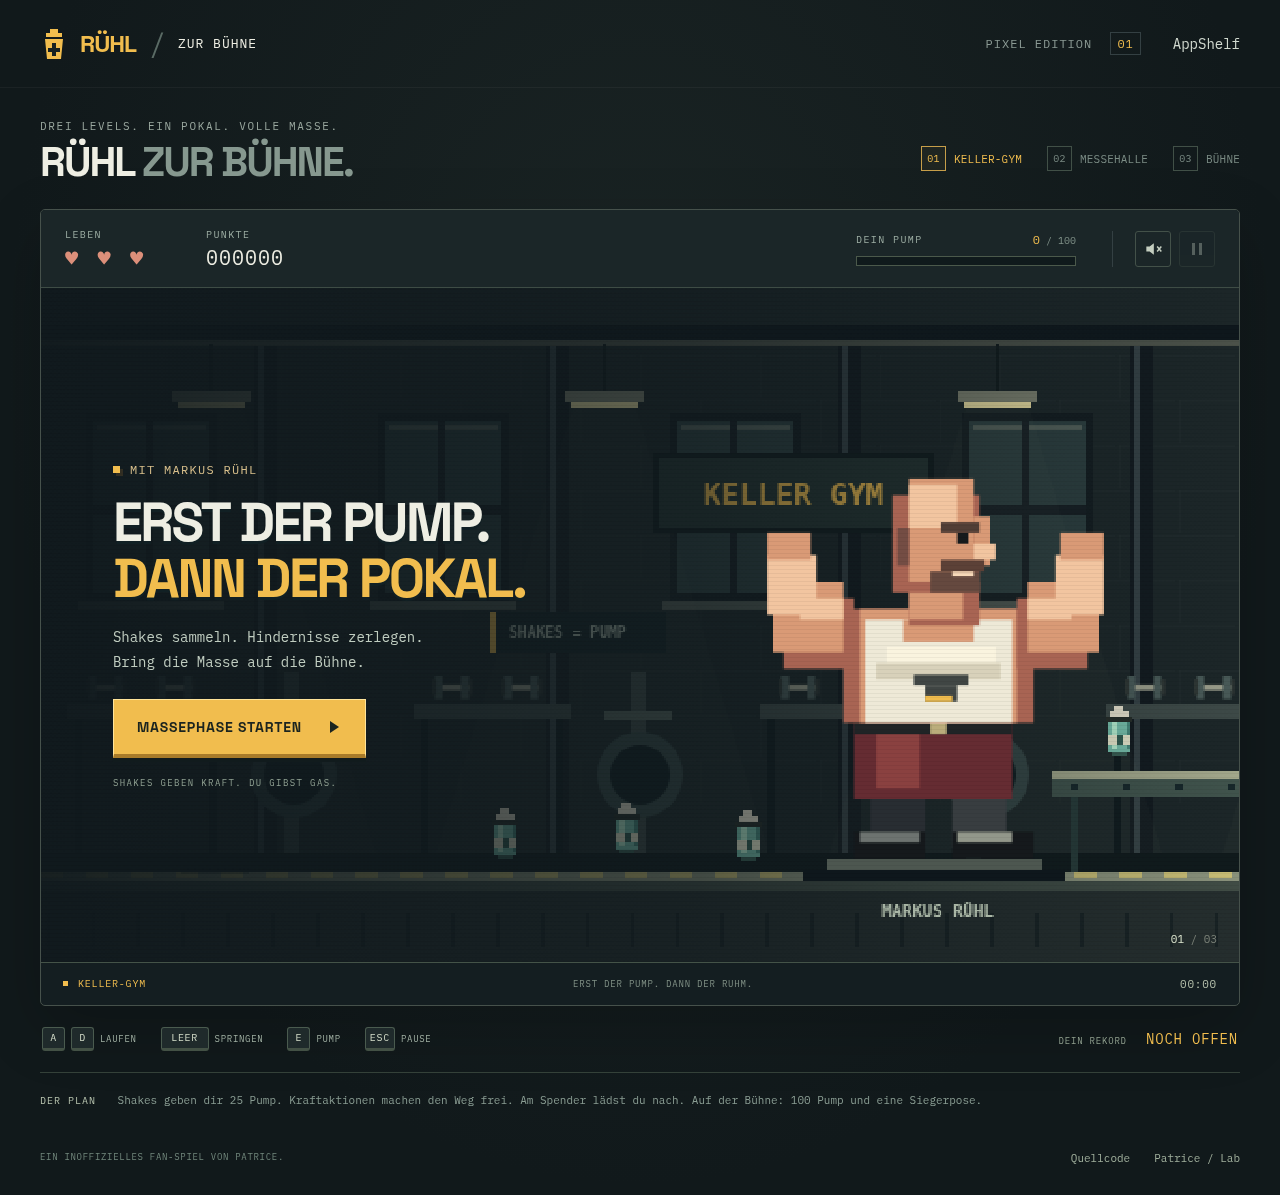 RÜHL / ZUR BÜHNE
PIXEL EDITION 01 AppShelf
DREI LEVELS. EIN POKAL. VOLLE MASSE.
RÜHL ZUR BÜHNE.
01 KELLER-GYM 02 MESSEHALLE 03 BÜHNE
LEBEN
♥ ♥ ♥
PUNKTE
000000
DEIN PUMP 0 / 100
KELLER GYM
MIT MARKUS RÜHL
ERST DER PUMP.
DANN DER POKAL.
SHAKES = PUMP
Shakes sammeln. Hindernisse zerlegen.
Bring die Masse auf die Bühne.
MASSEPHASE STARTEN
SHAKES GEBEN KRAFT. DU GIBST GAS.
MARKUS RÜHL
01 / 03
KELLER-GYM
ERST DER PUMP. DANN DER RUHM.
00:00
A D LAUFEN LEER SPRINGEN E PUMP ESC PAUSE
DEIN REKORD NOCH OFFEN
DER PLAN Shakes geben dir 25 Pump. Kraftaktionen machen den Weg frei. Am Spender lädst du nach. Auf der Bühne: 100 Pump und eine Siegerpose.
EIN INOFFIZIELLES FAN-SPIEL VON PATRICE.
Quellcode Patrice / Lab